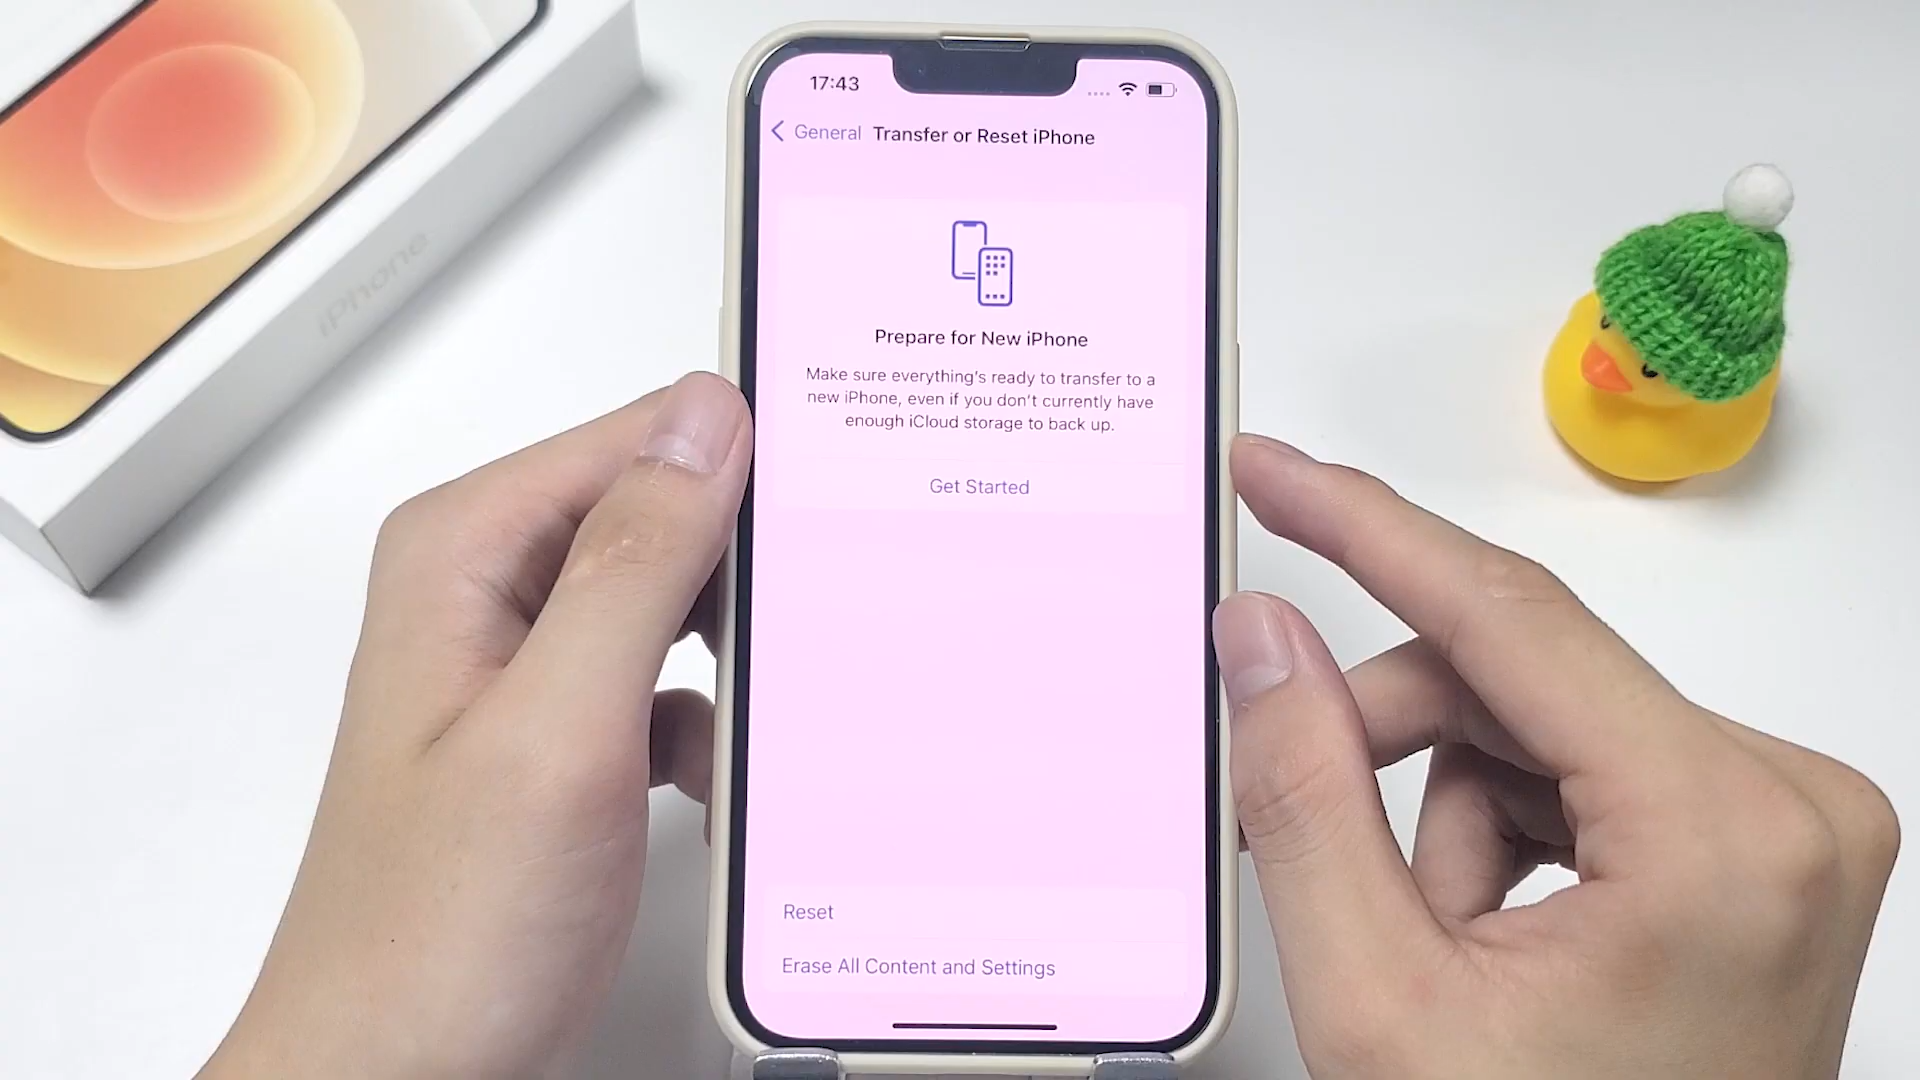 iPhone
17:43
General Transfer or Reset iPhone
Prepare for New iPhone
Make sure everything's ready to transfer to a
new iPhone, even if you don't currently have
enough iCloud storage to back up.
Get Started
Reset
Erase All Content and Settings